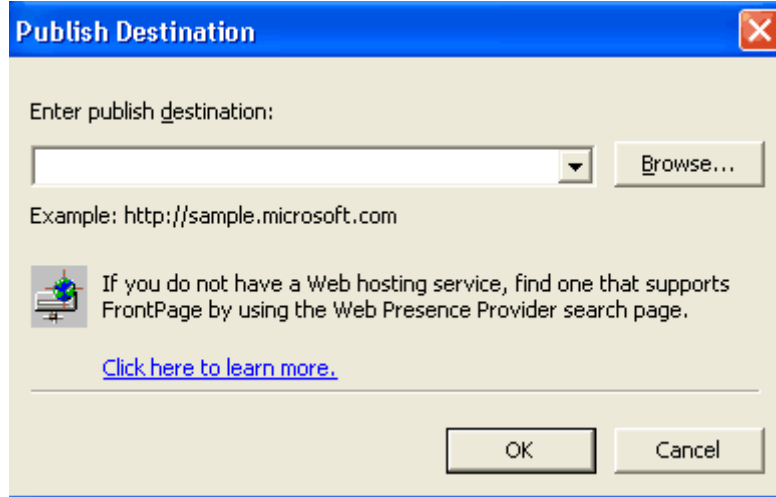 Publish Destination
Enter publish destination:
Browse...
Example: http://sample.microsoft.com
If you do not have a Web hosting service, find one that supports
FrontPage by using the Web Presence Provider search page.
Click here to learn more.
OK
Cancel